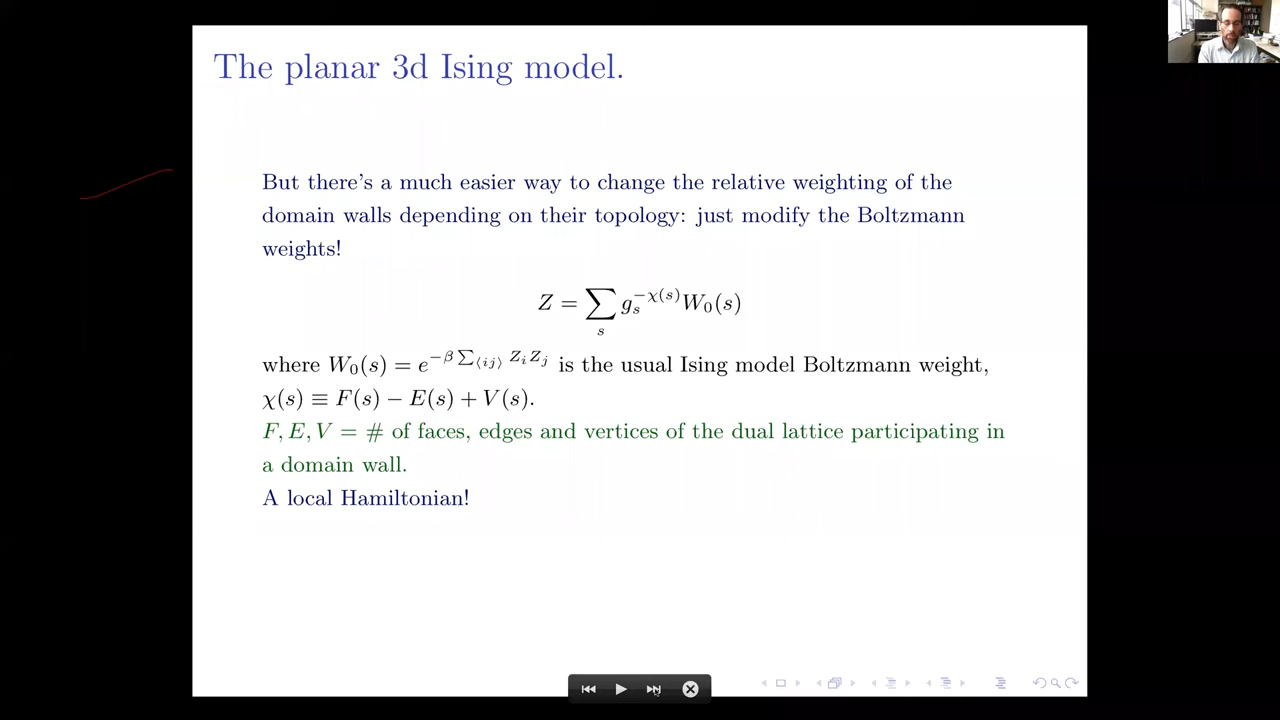 The planar 3d Ising model.
But there's a much easier way to change the relative weighting of the
domain walls depending on their topology: just modify the Boltzmann
weights!
Z = ∑_s g_s^{−χ(s)} W_0(s)
where W_0(s) = e^{−β ∑_{⟨ij⟩} Z_i Z_j} is the usual Ising model Boltzmann weight,
χ(s) ≡ F(s) − E(s) + V(s).
F, E, V = # of faces, edges and vertices of the dual lattice participating in
a domain wall.
A local Hamiltonian!